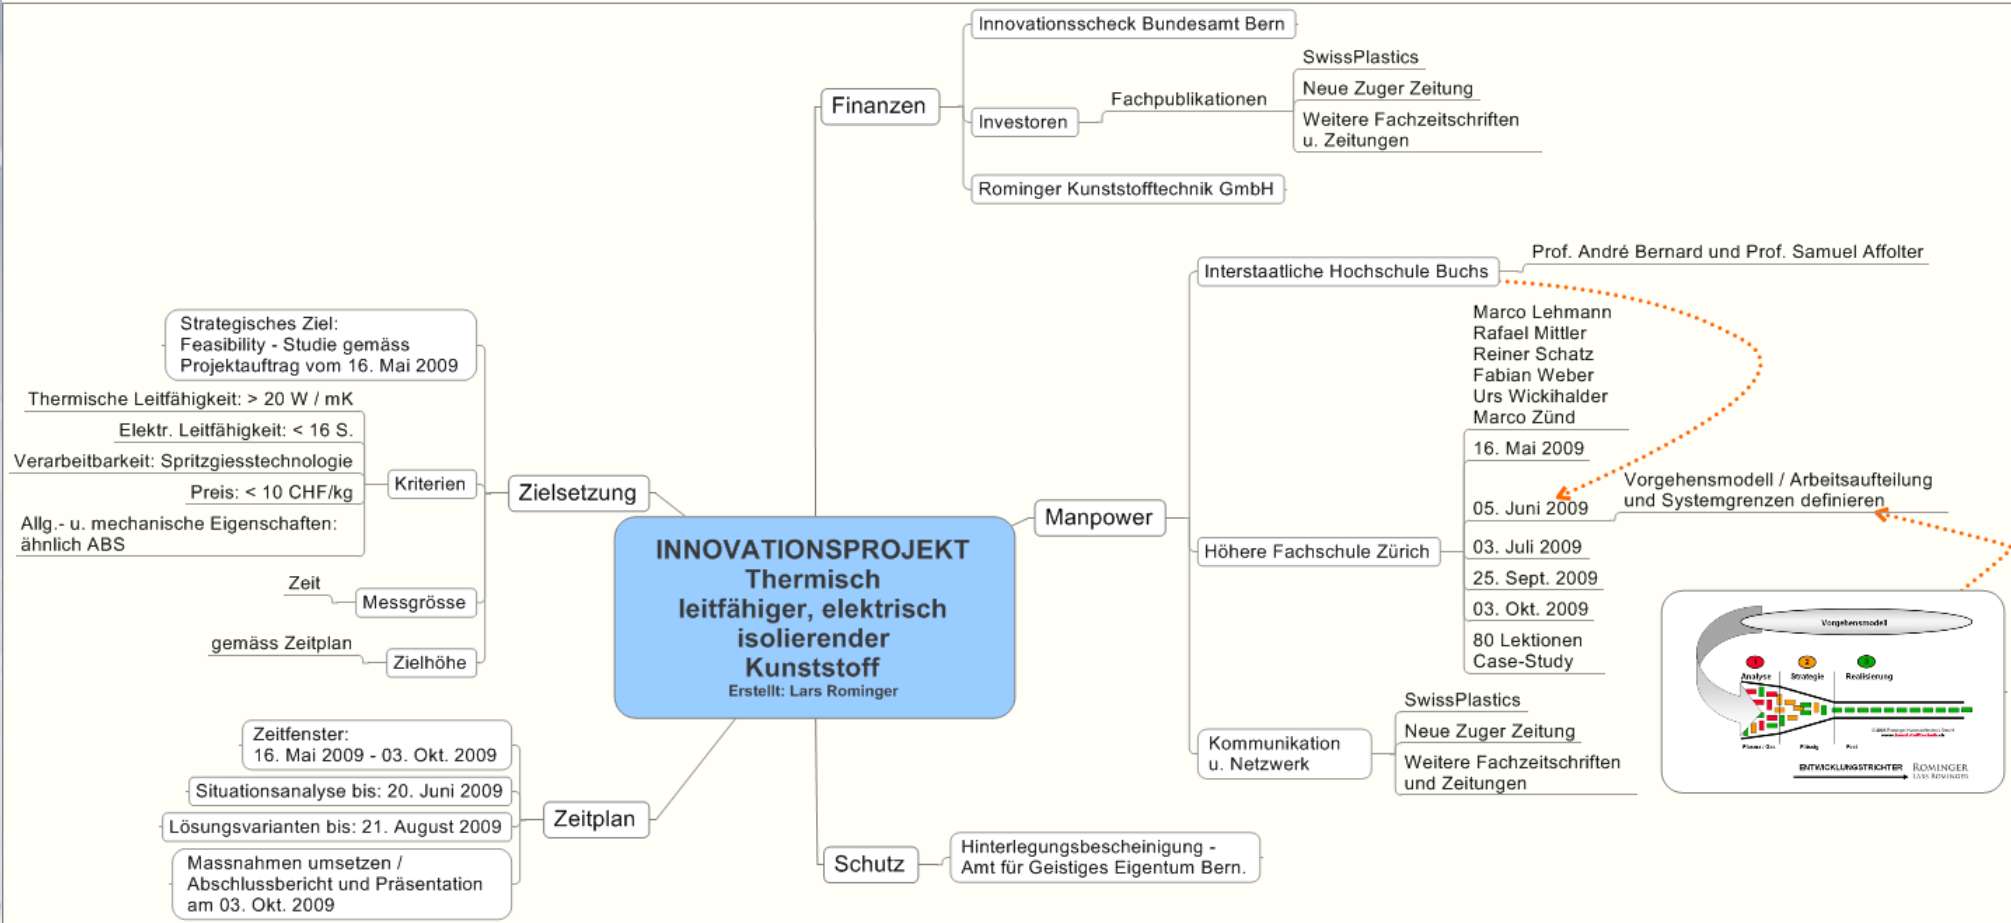 Innovationsscheck Bundesamt Bern
Finanzen
Investoren
Fachpublikationen
SwissPlastics
Neue Zuger Zeitung
Weitere Fachzeitschriften
u. Zeitungen
Rominger Kunststofftechnik GmbH
INNOVATIONSPROJEKT
Thermisch
leitfähiger, elektrisch
isolierender
Kunststoff
Erstellt: Lars Rominger
Manpower
Interstaatliche Hochschule Buchs
Prof. André Bernard und Prof. Samuel Affolter
Höhere Fachschule Zürich
Marco Lehmann
Rafael Mittler
Reiner Schatz
Fabian Weber
Urs Wickihalder
Marco Zünd
16. Mai 2009
05. Juni 2009
Vorgehensmodell / Arbeitsaufteilung
und Systemgrenzen definieren
03. Juli 2009
25. Sept. 2009
03. Okt. 2009
80 Lektionen
Case-Study
Kommunikation
u. Netzwerk
SwissPlastics
Neue Zuger Zeitung
Weitere Fachzeitschriften
und Zeitungen
Vorgehensmodell
1
2
3
Analyse
Strategie
Realisierung
Flüssig
Fest
ENTWICKLUNGSTRICHTER
ROMINGER
LARS ROMINGER
Zielsetzung
Strategisches Ziel:
Feasibility - Studie gemäss
Projektauftrag vom 16. Mai 2009
Kriterien
Thermische Leitfähigkeit: > 20 W / mK
Elektr. Leitfähigkeit: < 16 S.
Verarbeitbarkeit: Spritzgiesstechnologie
Preis: < 10 CHF/kg
Allg.- u. mechanische Eigenschaften:
ähnlich ABS
Zeit
Messgrösse
gemäss Zeitplan
Zielhöhe
Zeitplan
Zeitfenster:
16. Mai 2009 - 03. Okt. 2009
Situationsanalyse bis: 20. Juni 2009
Lösungsvarianten bis: 21. August 2009
Massnahmen umsetzen /
Abschlussbericht und Präsentation
am 03. Okt. 2009
Schutz
Hinterlegungsbescheinigung -
Amt für Geistiges Eigentum Bern.